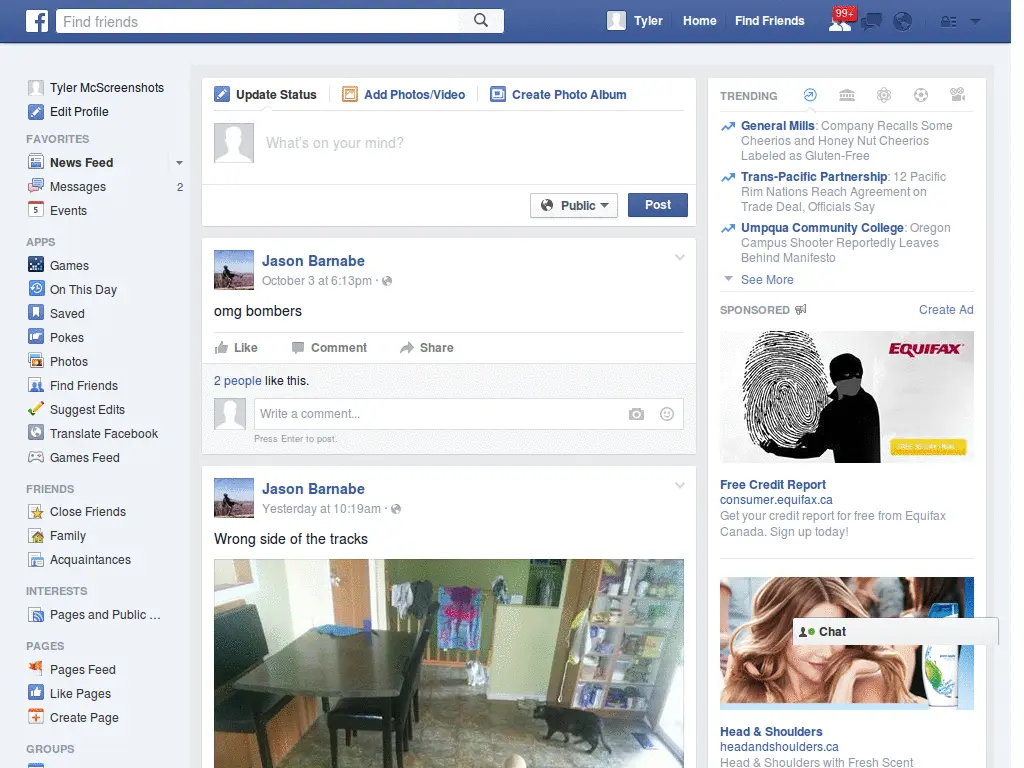 f
Find friends
Tyler
Home
Find Friends
99+
Tyler McScreenshots
Edit Profile
FAVORITES
News Feed
Messages
2
5
Events
APPS
Games
On This Day
Saved
Pokes
Photos
Find Friends
Suggest Edits
Translate Facebook
Games Feed
FRIENDS
Close Friends
Family
Acquaintances
INTERESTS
Pages and Public ...
PAGES
Pages Feed
Like Pages
Create Page
GROUPS
Update Status
Add Photos/Video
Create Photo Album
What's on your mind?
Public
Post
Jason Barnabe
October 3 at 6:13pm ·
omg bombers
Like
Comment
Share
2 people like this.
Write a comment...
Press Enter to post.
Jason Barnabe
Yesterday at 10:19am ·
Wrong side of the tracks
TRENDING
General Mills: Company Recalls Some
Cheerios and Honey Nut Cheerios
Labeled as Gluten-Free
Trans-Pacific Partnership: 12 Pacific
Rim Nations Reach Agreement on
Trade Deal, Officials Say
Umpqua Community College: Oregon
Campus Shooter Reportedly Leaves
Behind Manifesto
See More
SPONSORED
Create Ad
EQUIFAX
Free Credit Report
consumer.equifax.ca
Get your credit report for free from Equifax
Canada. Sign up today!
Chat
Head & Shoulders
headandshoulders.ca
Head & Shoulders with Fresh Scent